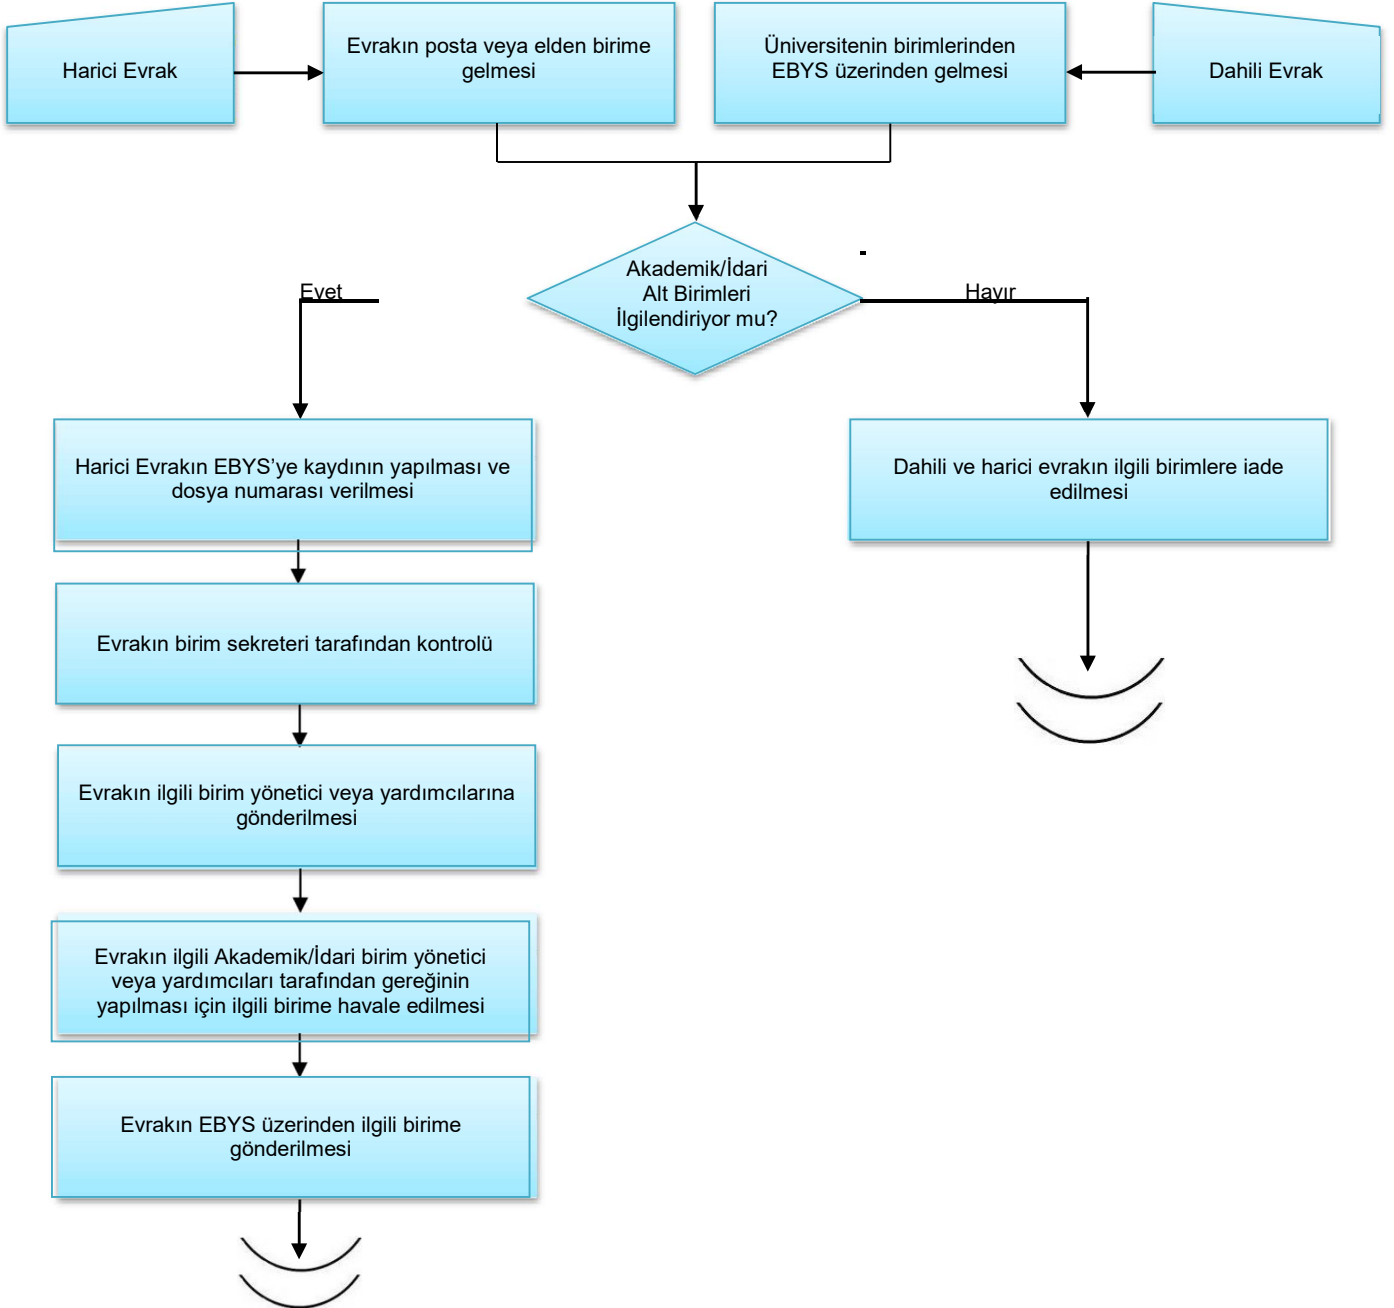 Harici Evrak
Evrakın posta veya elden birime
gelmesi
Üniversitenin birimlerinden
EBYS üzerinden gelmesi
Dahili Evrak
Akademik/İdari
Alt Birimleri
İlgilendiriyor mu?
Evet
Hayır
Harici Evrakın EBYS’ye kaydının yapılması ve
dosya numarası verilmesi
Dahili ve harici evrakın ilgili birimlere iade
edilmesi
Evrakın birim sekreteri tarafından kontrolü
Evrakın ilgili birim yönetici veya yardımcılarına
gönderilmesi
Evrakın ilgili Akademik/İdari birim yönetici
veya yardımcıları tarafından gereğinin
yapılması için ilgili birime havale edilmesi
Evrakın EBYS üzerinden ilgili birime
gönderilmesi